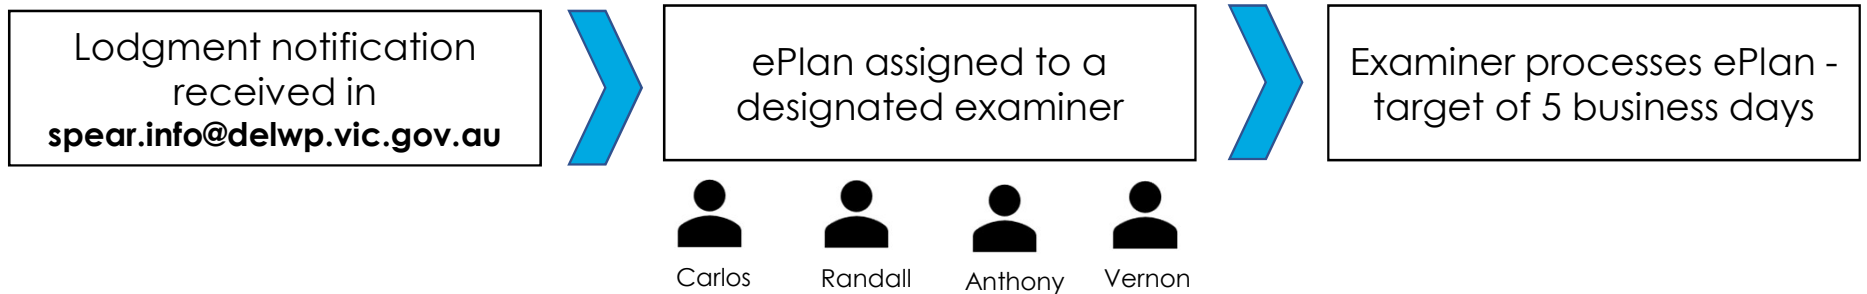 Lodgment notification
received in
spear.info@delwp.vic.gov.au
ePlan assigned to a
designated examiner
Examiner processes ePlan -
target of 5 business days
Carlos
Randall
Anthony
Vernon